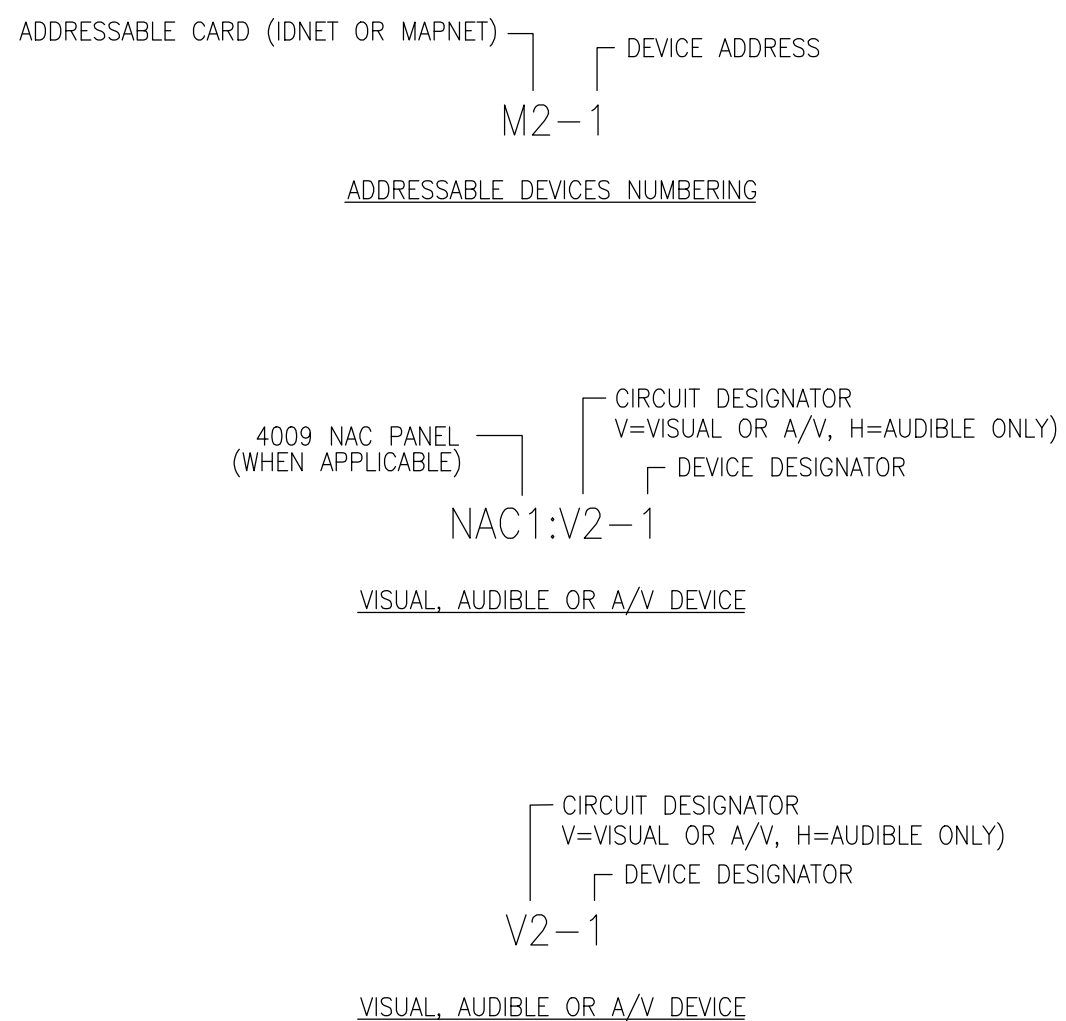 ADDRESSABLE CARD (IDNET OR MAPNET)
DEVICE ADDRESS
M2-1
ADDRESSABLE DEVICES NUMBERING
CIRCUIT DESIGNATOR
V=VISUAL OR A/V, H=AUDIBLE ONLY)
4009 NAC PANEL
(WHEN APPLICABLE)
DEVICE DESIGNATOR
NAC1:V2-1
VISUAL, AUDIBLE OR A/V DEVICE
CIRCUIT DESIGNATOR
V=VISUAL OR A/V, H=AUDIBLE ONLY)
DEVICE DESIGNATOR
V2-1
VISUAL, AUDIBLE OR A/V DEVICE